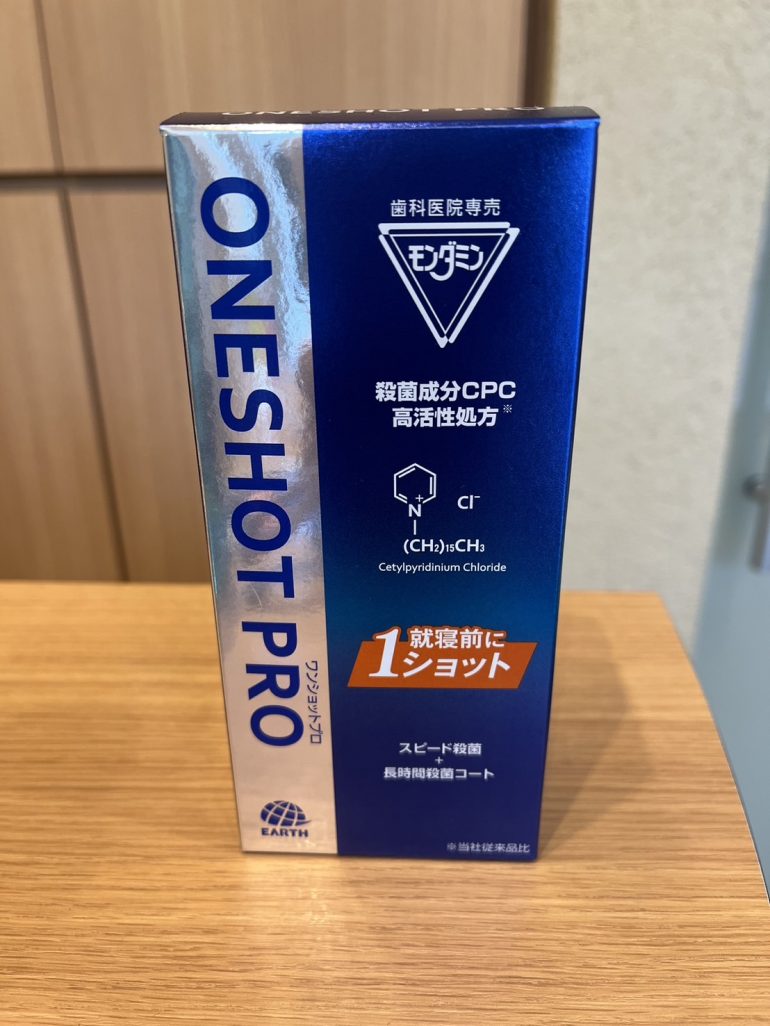 ONESHOT PRO
ONESHOT PRO
ワンショットプロ
EARTH
歯科医院専売
モンダミン
殺菌成分CPC
高活性処方※
N
+
Cl⁻
(CH₂)₁₅CH₃
Cetylpyridinium Chloride
就寝前に
1ショット
スピード殺菌
+
長時間殺菌コート
※当社従来品比